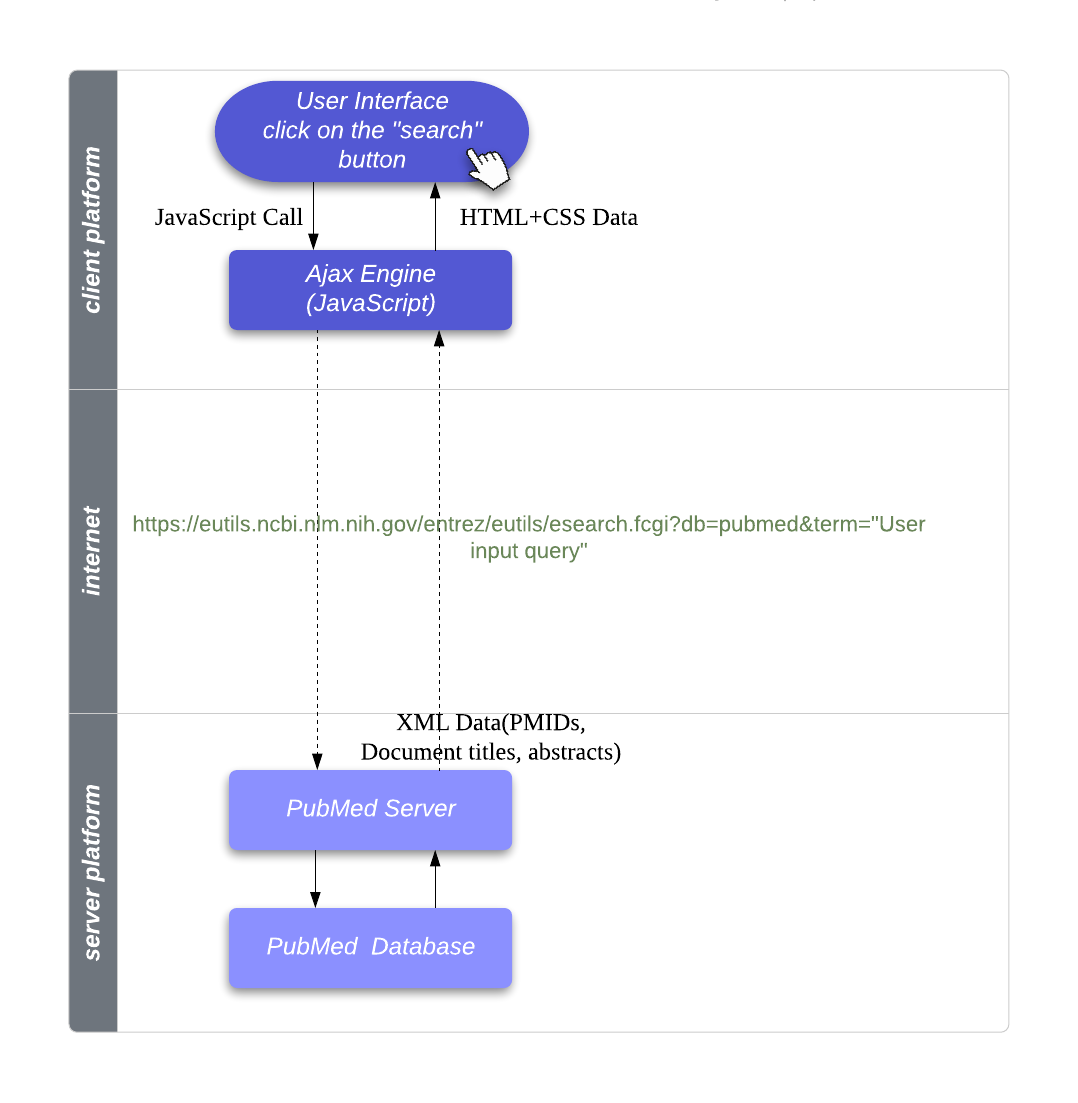 client platform
User Interface
click on the "search"
button
JavaScript Call
HTML+CSS Data
Ajax Engine
(JavaScript)
internet
https://eutils.ncbi.nlm.nih.gov/entrez/eutils/esearch.fcgi?db=pubmed&term="User
input query"
server platform
XML Data(PMIDs,
Document titles, abstracts)
PubMed Server
PubMed  Database